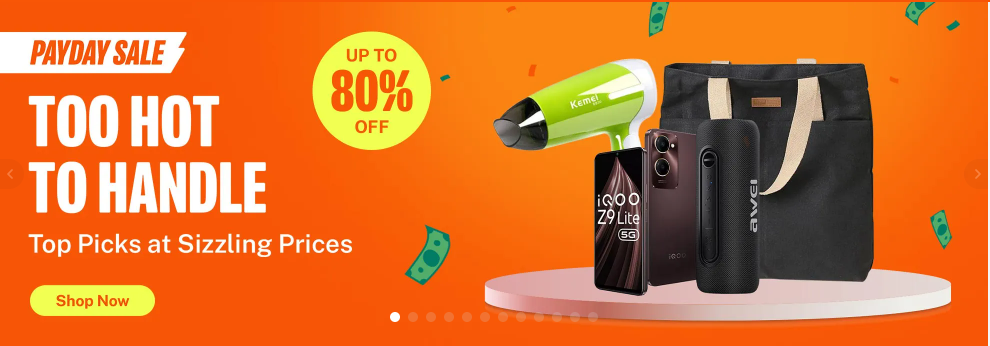 PAYDAY SALE
TOO HOT
TO HANDLE
Top Picks at Sizzling Prices
Shop Now
UP TO
80%
OFF
Kemei
iQOO
Z9 Lite
5G
iQOO
awei